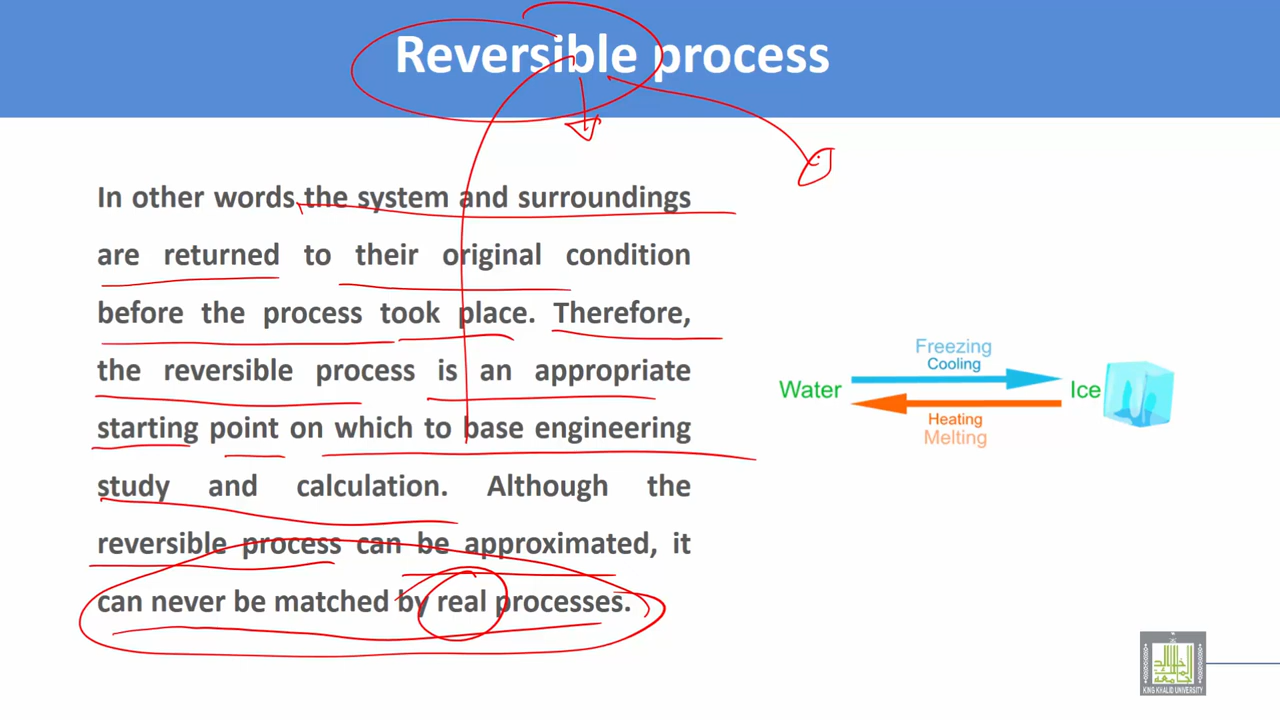 Reversible process
In other words the system and surroundings
are returned to their original condition
before the process took place. Therefore,
the reversible process is an appropriate
starting point on which to base engineering
study and calculation. Although the
reversible process can be approximated, it
can never be matched by real processes.
Freezing
Cooling
Water
Ice
Heating
Melting
KING KHALID UNIVERSITY